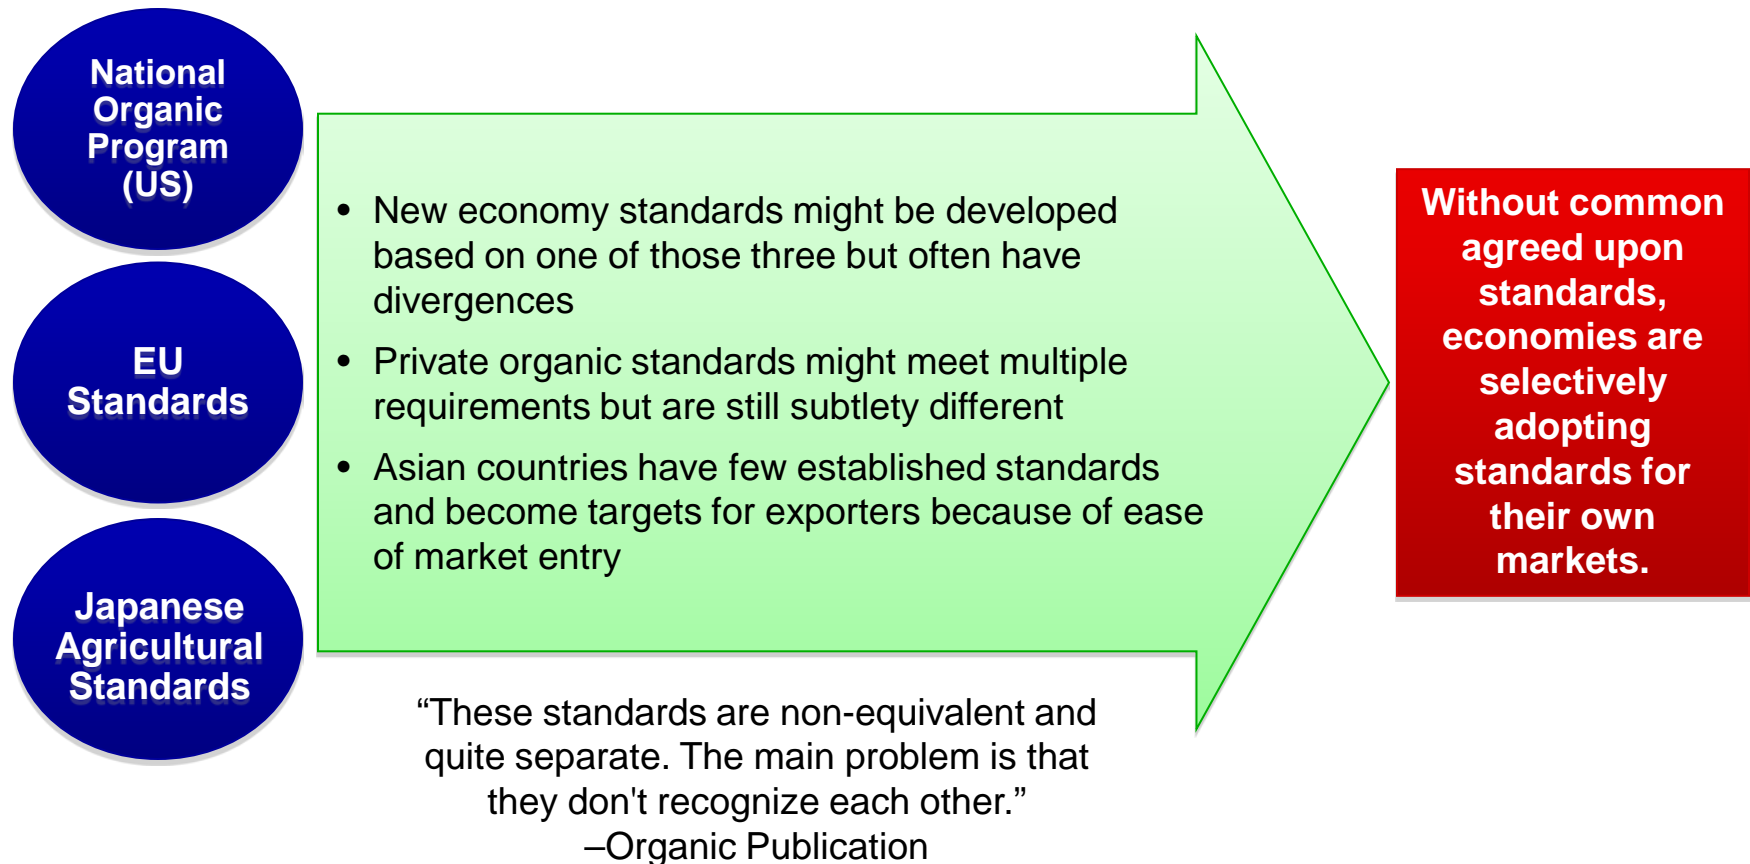 National
Organic
Program
(US)
EU
Standards
Japanese
Agricultural
Standards
• New economy standards might be developed
based on one of those three but often have
divergences
• Private organic standards might meet multiple
requirements but are still subtlety different
• Asian countries have few established standards
and become targets for exporters because of ease
of market entry
“These standards are non-equivalent and
quite separate. The main problem is that
they don't recognize each other.”
–Organic Publication
Without common
agreed upon
standards,
economies are
selectively
adopting
standards for
their own
markets.